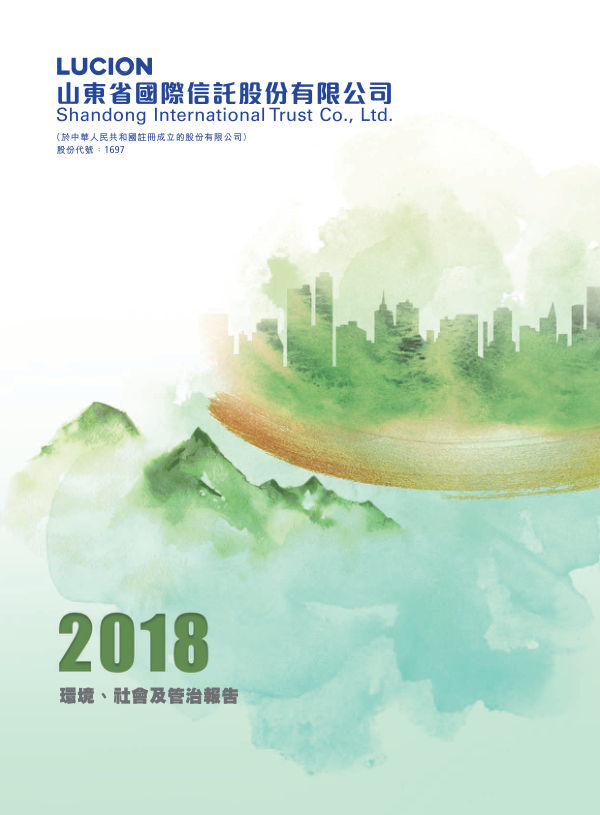 LUCION
山東省國際信託股份有限公司
Shandong International Trust Co., Ltd.
（於中華人民共和國註冊成立的股份有限公司）
股份代號：1697
2018
環境、社會及管治報告